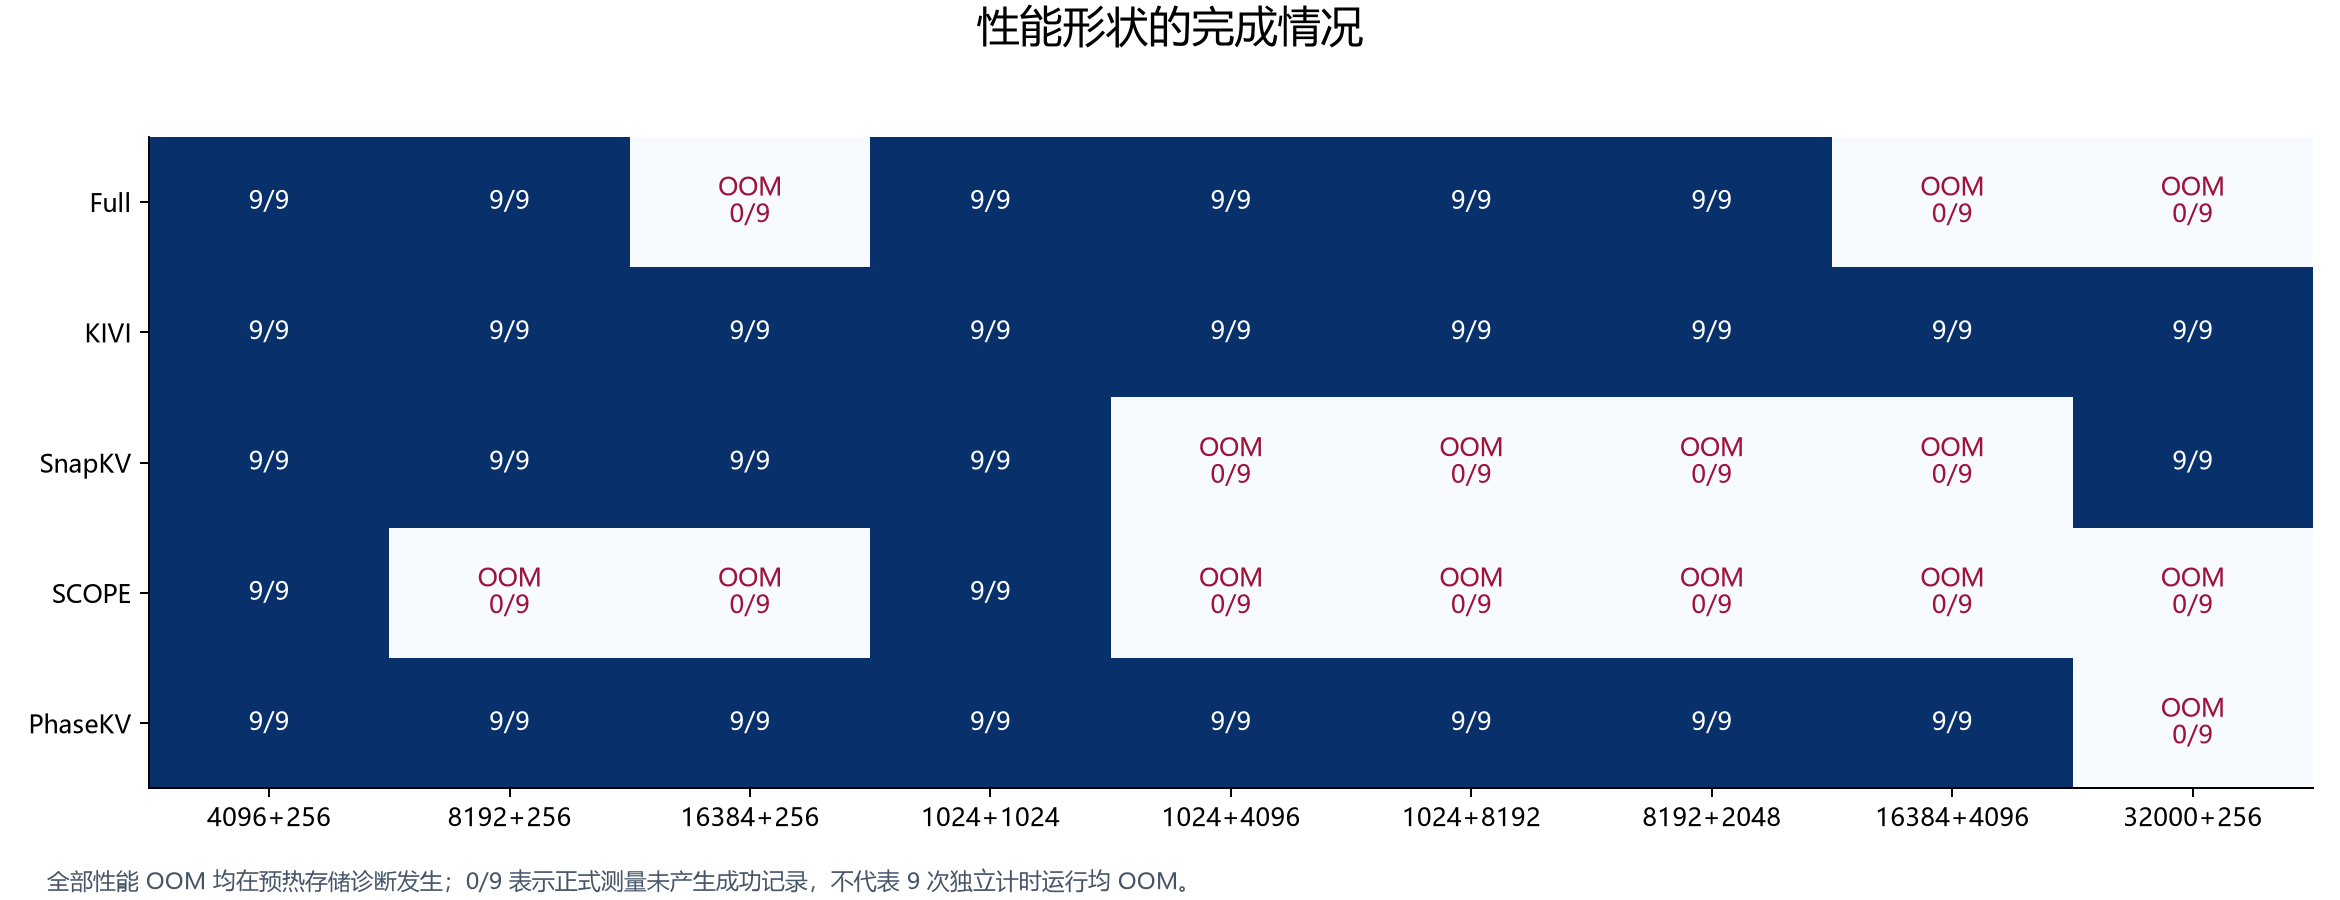 性能形状的完成情况
Full 9/9 9/9 OOM 0/9 9/9 9/9 9/9 9/9 OOM 0/9 OOM 0/9
KIVI 9/9 9/9 9/9 9/9 9/9 9/9 9/9 9/9 9/9
SnapKV 9/9 9/9 9/9 9/9 OOM 0/9 OOM 0/9 OOM 0/9 OOM 0/9 9/9
SCOPE 9/9 OOM 0/9 OOM 0/9 9/9 OOM 0/9 OOM 0/9 OOM 0/9 OOM 0/9 OOM 0/9
PhaseKV 9/9 9/9 9/9 9/9 9/9 9/9 9/9 9/9 OOM 0/9
4096+256 8192+256 16384+256 1024+1024 1024+4096 1024+8192 8192+2048 16384+4096 32000+256
全部性能 OOM 均在预热存储诊断发生；0/9 表示正式测量未产生成功记录，不代表 9 次独立计时运行均 OOM。